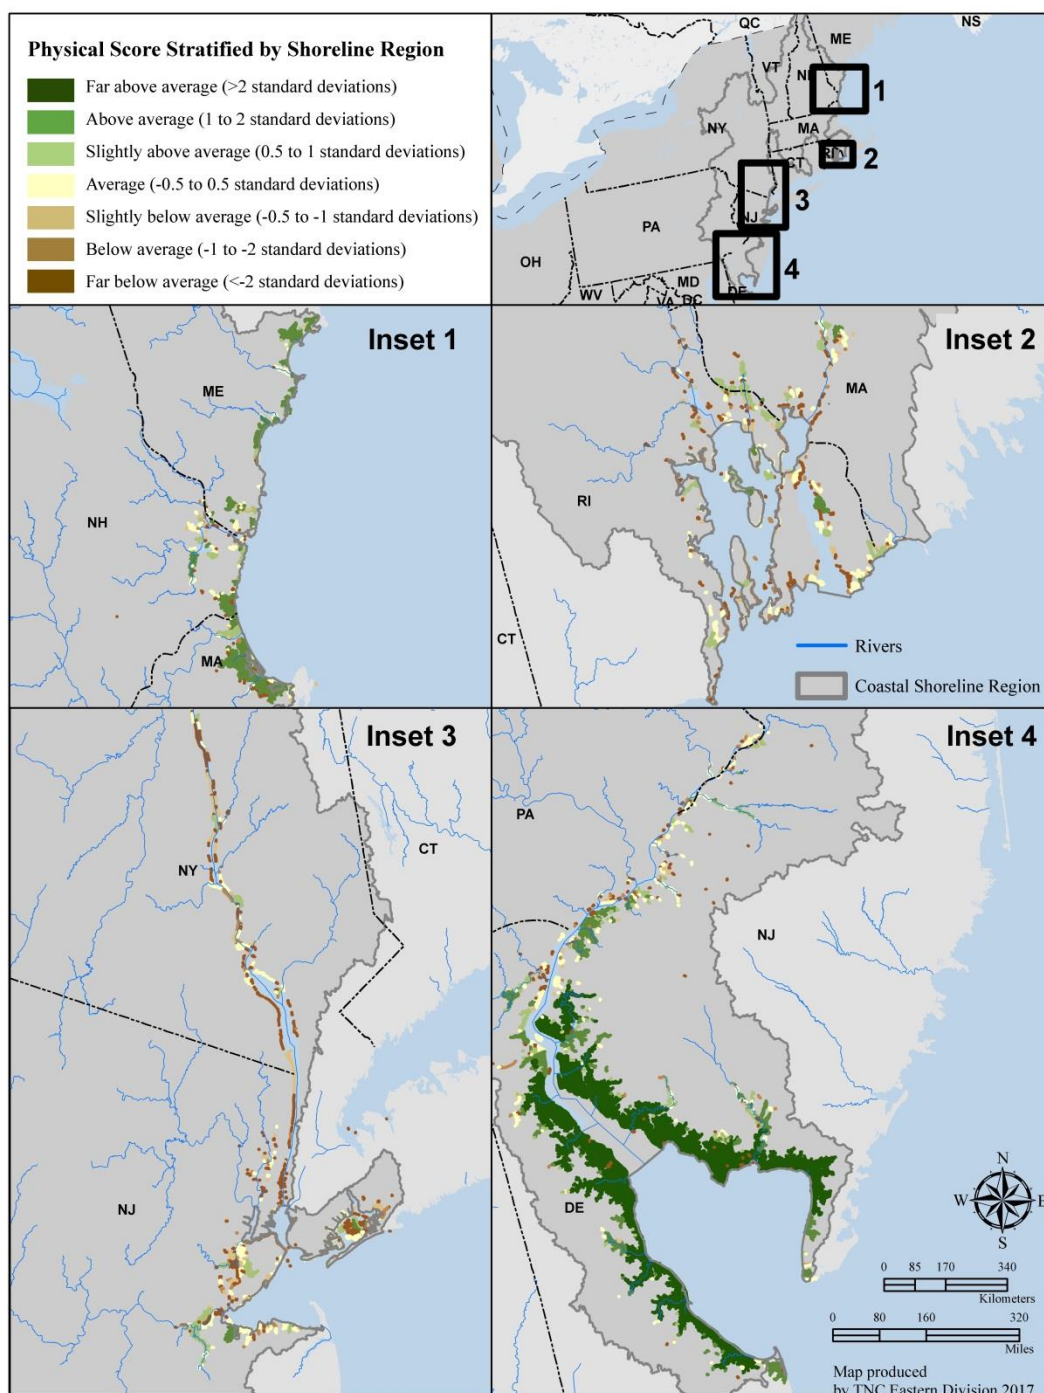 Physical Score Stratified by Shoreline Region
Far above average (>2 standard deviations)
Above average (1 to 2 standard deviations)
Slightly above average (0.5 to 1 standard deviations)
Average (-0.5 to 0.5 standard deviations)
Slightly below average (-0.5 to -1 standard deviations)
Below average (-1 to -2 standard deviations)
Far below average (<-2 standard deviations)
QC
NS
ME
VT
1
NY
MA
RI
2
CT
3
NJ
PA
4
OH
MD
DE
WV
VA
DC
Inset 1
ME
NH
MA
Inset 2
MA
RI
CT
Rivers
Coastal Shoreline Region
Inset 3
CT
NY
NJ
Inset 4
PA
NJ
DE
N
W E
S
0 85 170 340
Kilometers
0 80 160 320
Miles
Map produced
by TNC Eastern Division 2017